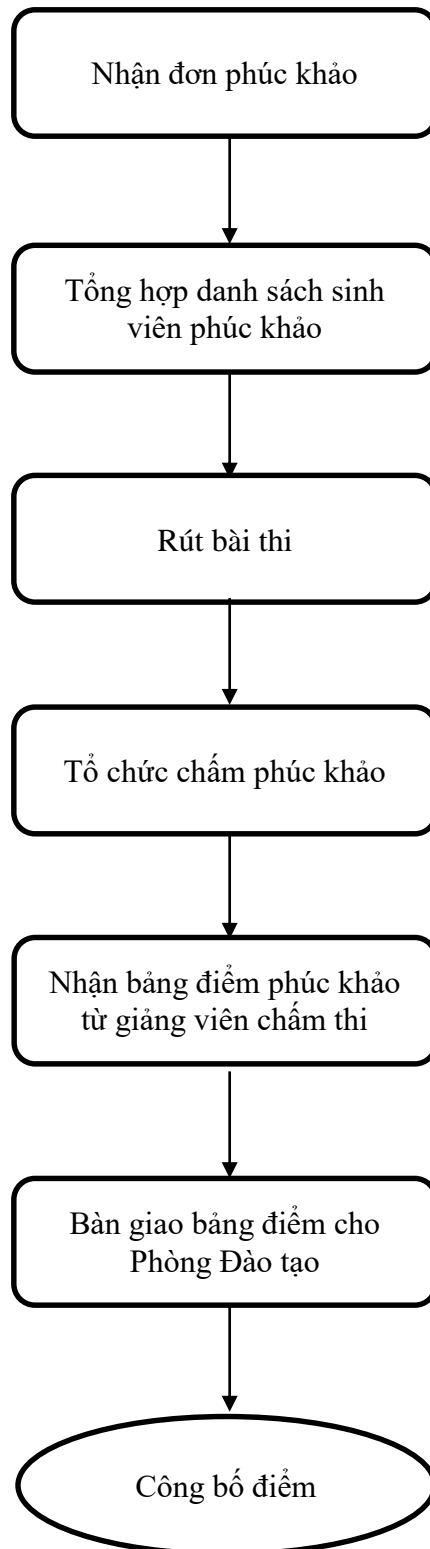 Nhận đơn phúc khảo
Tổng hợp danh sách sinh
viên phúc khảo
Rút bài thi
Tổ chức chấm phúc khảo
Nhận bảng điểm phúc khảo
từ giảng viên chấm thi
Bàn giao bảng điểm cho
Phòng Đào tạo
Công bố điểm